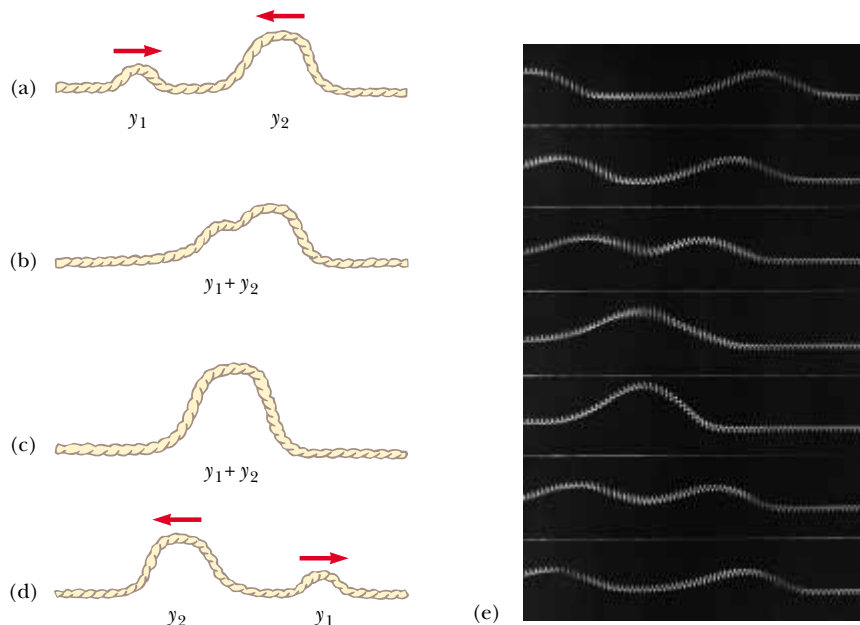 (a)
y₁ y₂
(b)
y₁ + y₂
(c)
y₁ + y₂
(d)
y₂ y₁
(e)